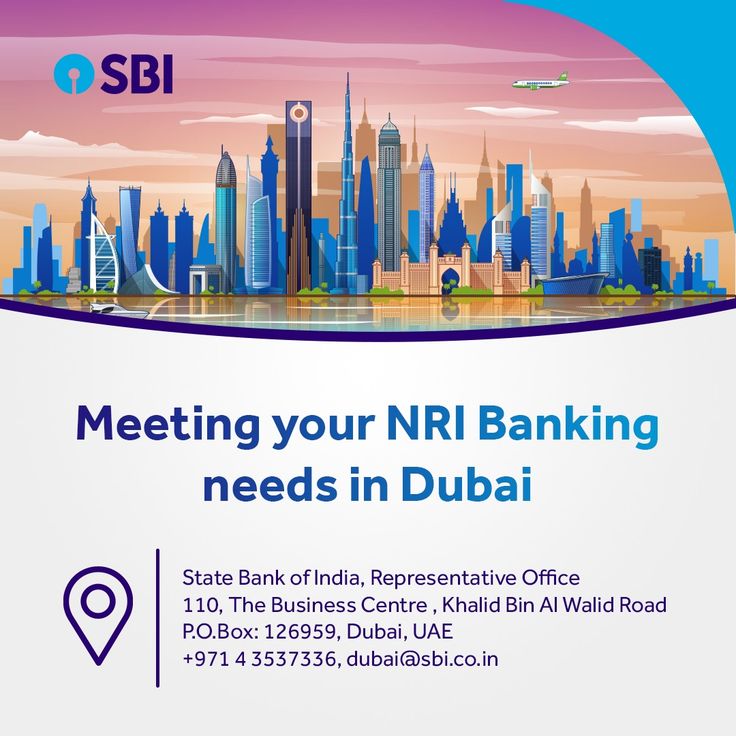 SBI
Meeting your NRI Banking
needs in Dubai
State Bank of India, Representative Office
110, The Business Centre , Khalid Bin Al Walid Road
P.O.Box: 126959, Dubai, UAE
+971 4 3537336, dubai@sbi.co.in